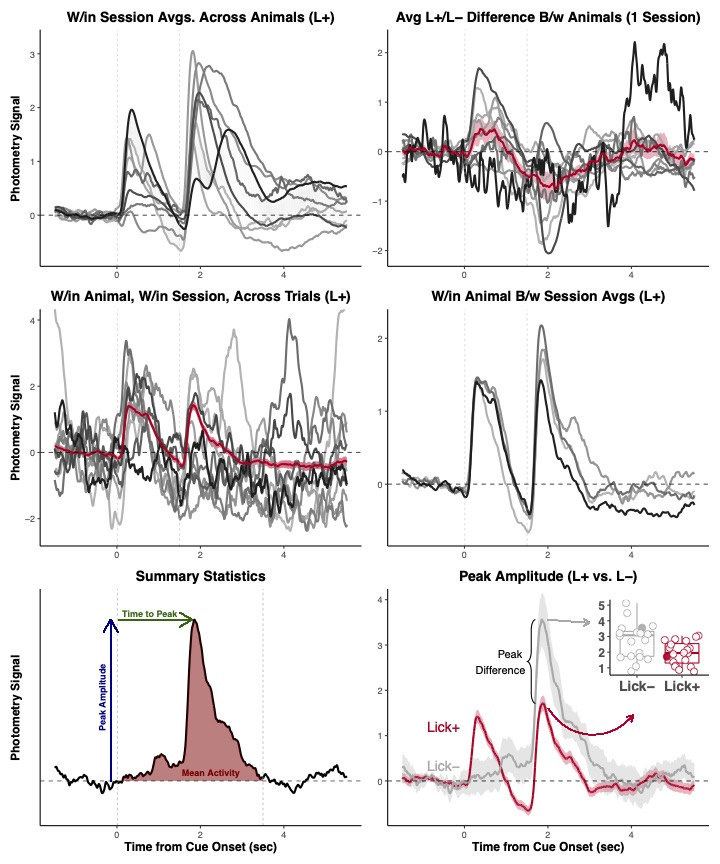 W/in Session Avgs. Across Animals (L+)
Photometry Signal
3
2
1
0
0
2
4
Avg L+/L− Difference B/w Animals (1 Session)
2
1
0
−1
−2
0
2
4
W/in Animal, W/in Session, Across Trials (L+)
Photometry Signal
4
2
0
−2
0
2
4
W/in Animal B/w Session Avgs (L+)
2
1
0
0
2
4
Summary Statistics
Photometry Signal
Time to Peak
Peak Amplitude
Mean Activity
0
2
4
Time from Cue Onset (sec)
Peak Amplitude (L+ vs. L−)
4
3
2
1
0
Peak
Difference
Lick+
Lick−
5
4
3
2
1
Lick−
Lick+
0
2
4
Time from Cue Onset (sec)